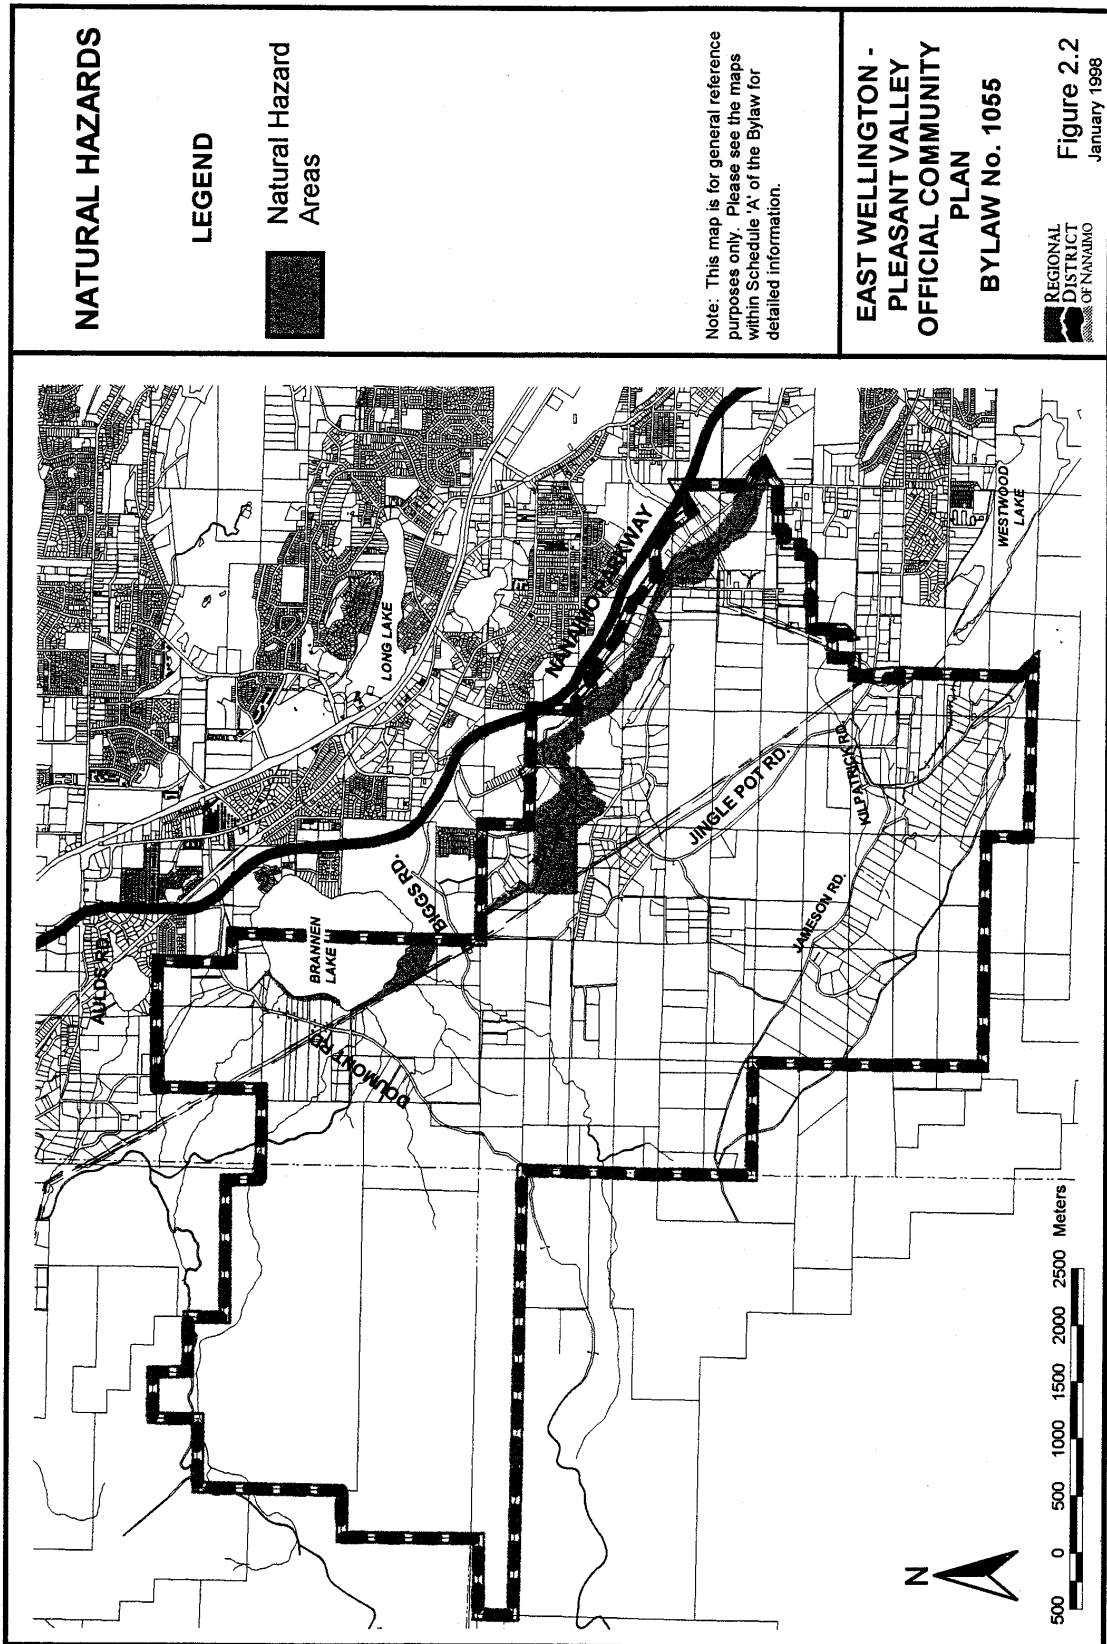 NATURAL HAZARDS
LEGEND
Natural Hazard
Areas
Note: This map is for general reference
purposes only. Please see the maps
within Schedule 'A' of the Bylaw for
detailed information.
EAST WELLINGTON -
PLEASANT VALLEY
OFFICIAL COMMUNITY
PLAN
BYLAW No. 1055
REGIONAL
DISTRICT
OF NANAIMO
Figure 2.2
January 1998
AULDS RD.
BRANNEN
LAKE
LONG LAKE
DOUMONT RD.
BIGGS RD.
NANAIMO PARKWAY
JINGLE POT RD.
KILPATRICK RD.
JAMESON RD.
WESTWOOD
LAKE
N
500 0 500 1000 1500 2000 2500 Meters